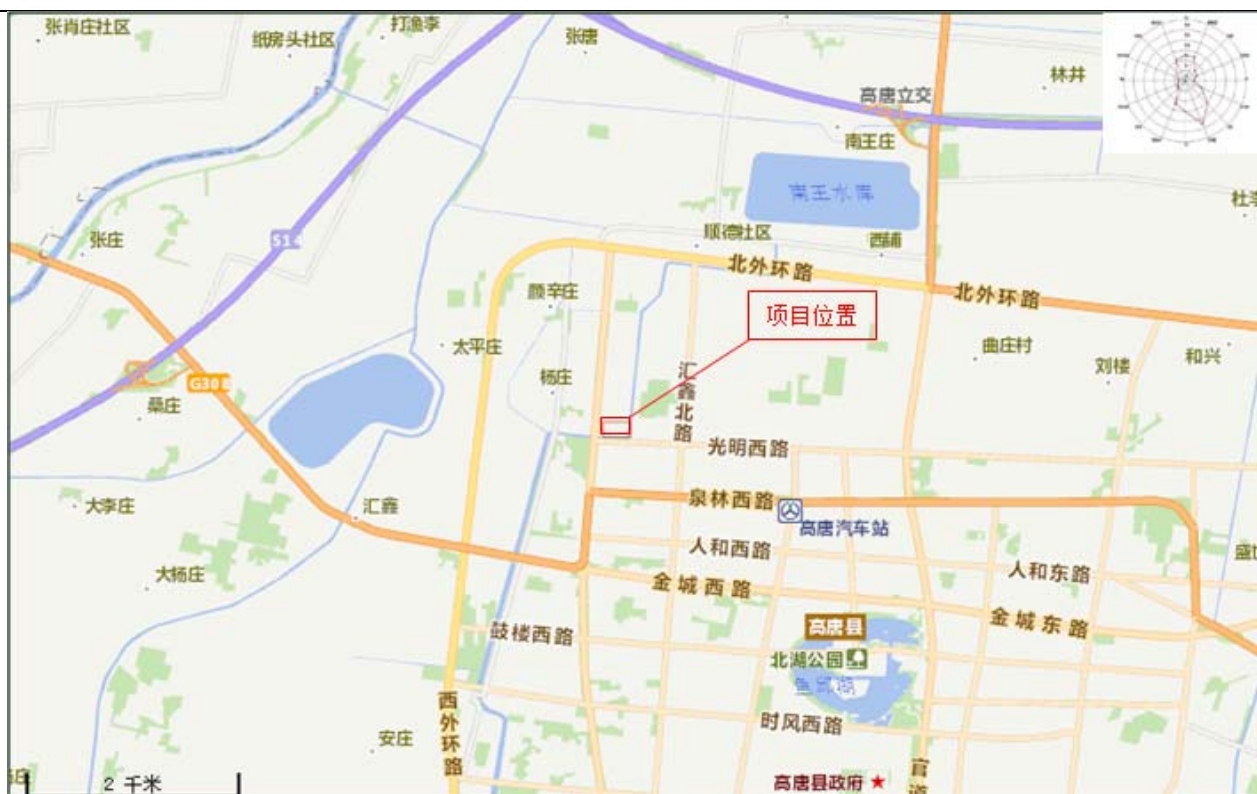 张肖庄社区
纸房头社区
打渔李
张唐
林井
高唐立交
南王庄
南王水库
杜李
张庄
S14
顺德社区
西铺
北外环路
北外环路
颜辛庄
项目位置
太平庄
曲庄村
刘楼
和兴
杨庄
汇鑫北路
G308
桑庄
光明西路
大李庄
汇鑫
泉林西路
高唐汽车站
人和西路
人和东路
大杨庄
金城西路
金城东路
高唐县
鼓楼西路
北湖公园
鱼邱湖
西外环路
时风西路
安庄
2 千米
高唐县政府
官道